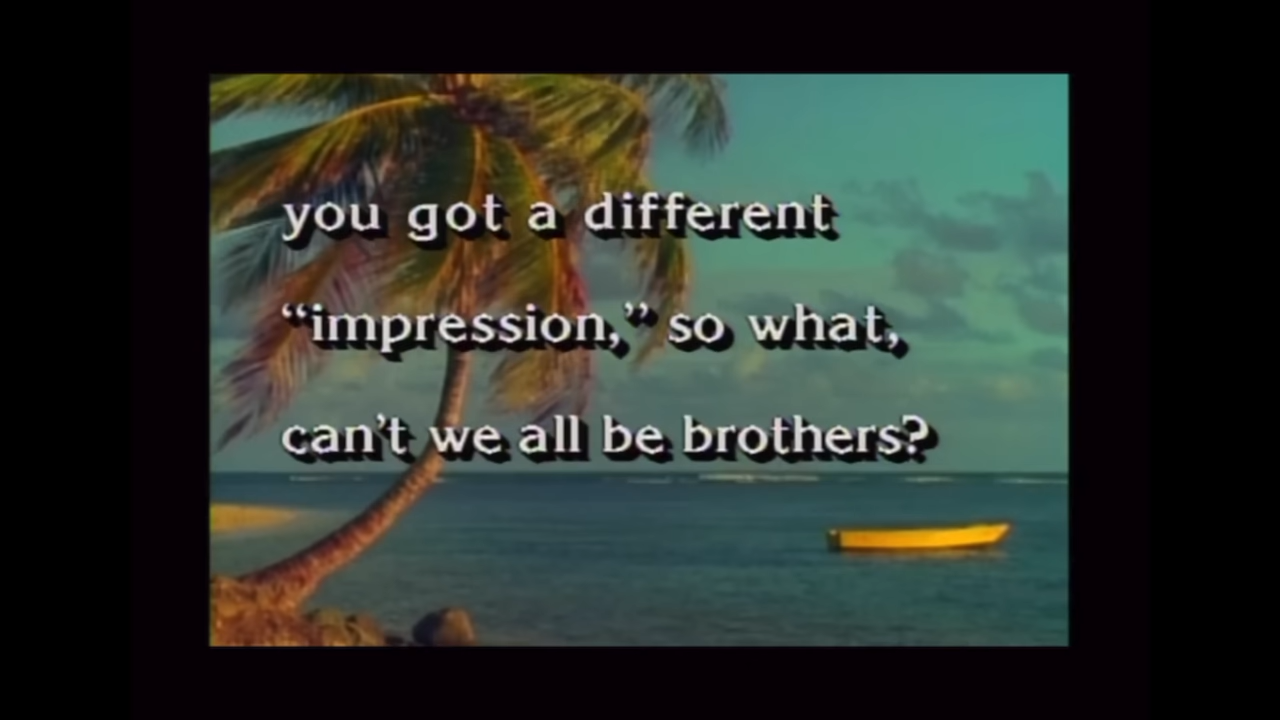 you got a different
“impression,” so what,
can't we all be brothers?